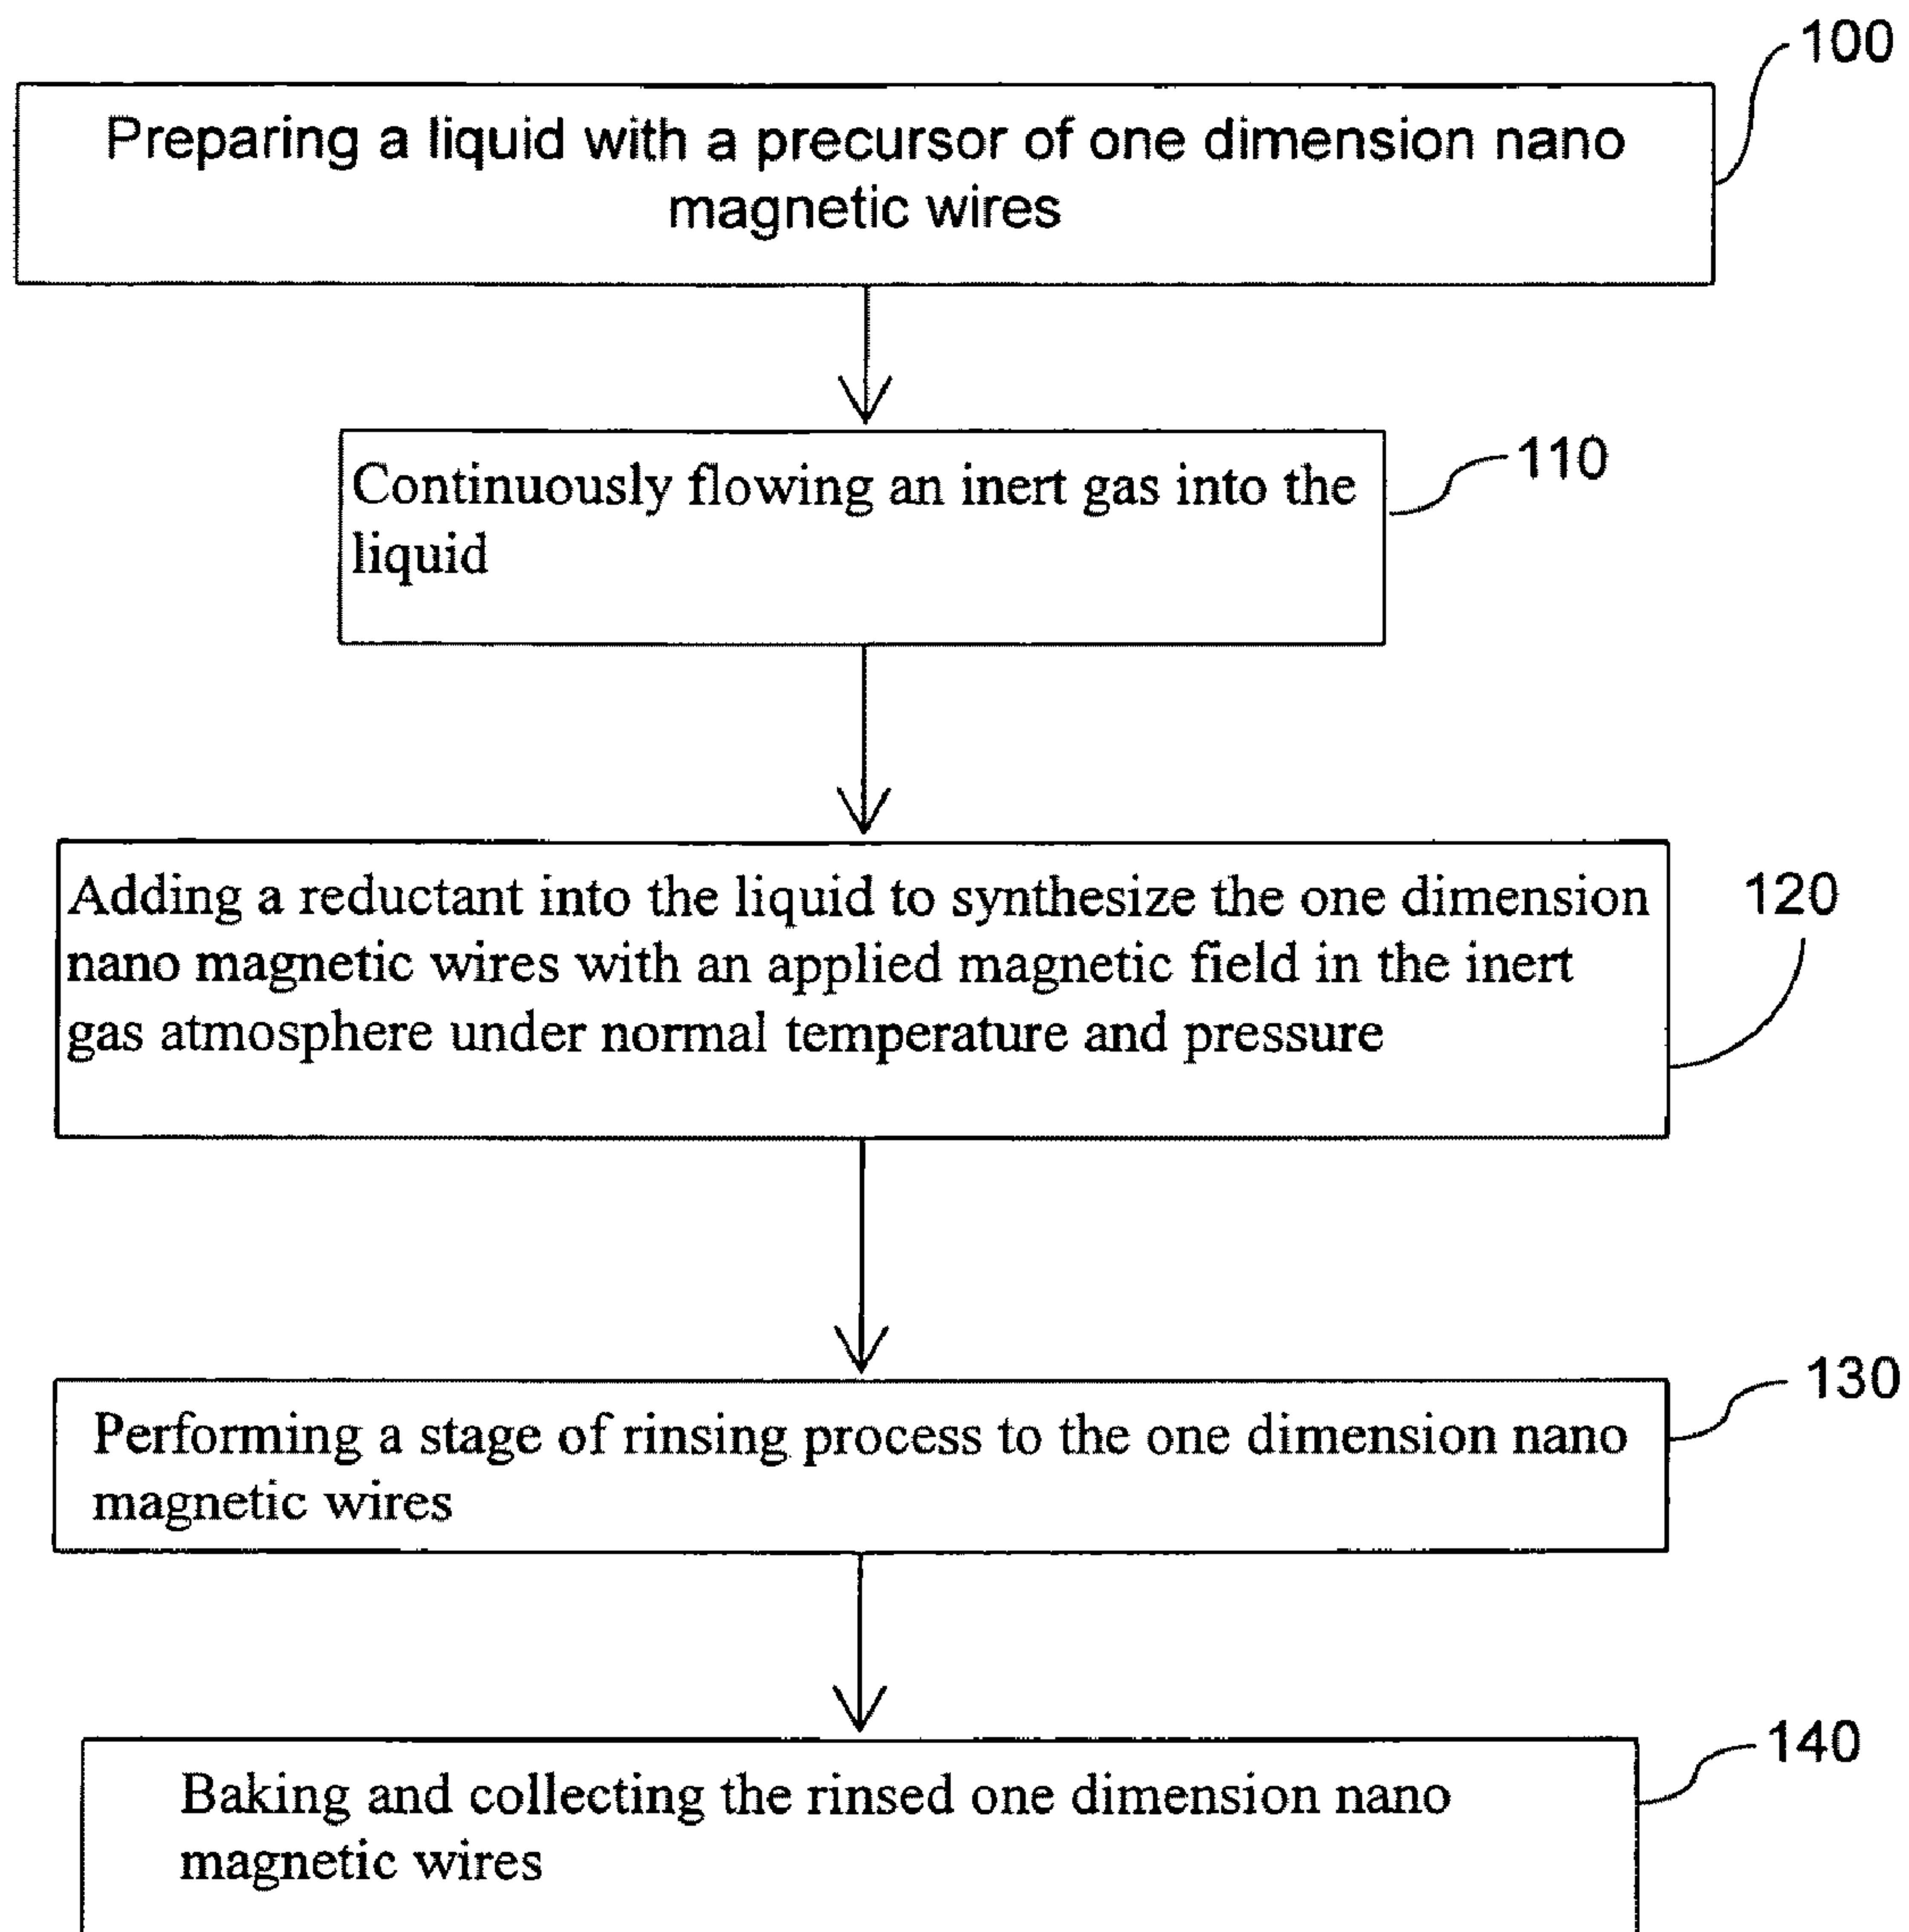 100
Preparing a liquid with a precursor of one dimension nano
magnetic wires
110
Continuously flowing an inert gas into the
liquid
120
Adding a reductant into the liquid to synthesize the one dimension
nano magnetic wires with an applied magnetic field in the inert
gas atmosphere under normal temperature and pressure
130
Performing a stage of rinsing process to the one dimension nano
magnetic wires
140
Baking and collecting the rinsed one dimension nano
magnetic wires